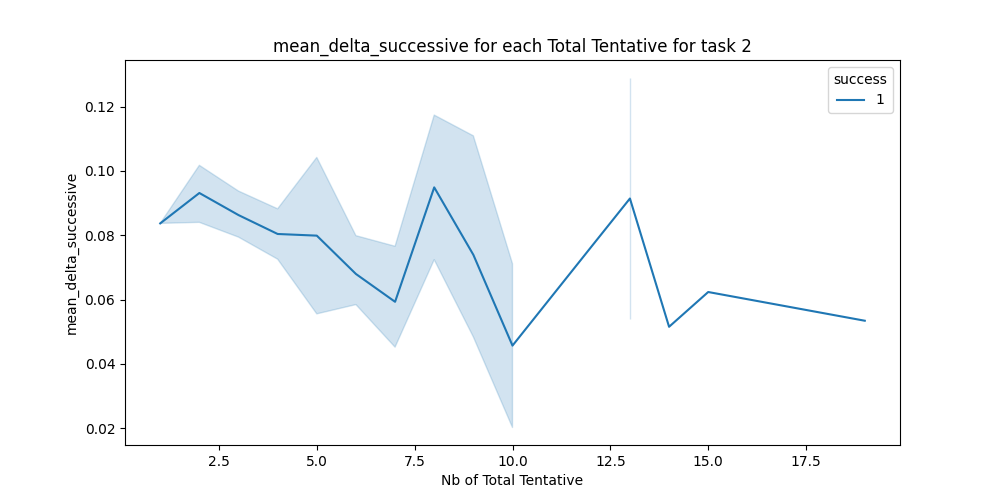 mean_delta_successive for each Total Tentative for task 2
success
1
0.12
0.10
0.08
0.06
0.04
0.02
mean_delta_successive
2.5 5.0 7.5 10.0 12.5 15.0 17.5
Nb of Total Tentative